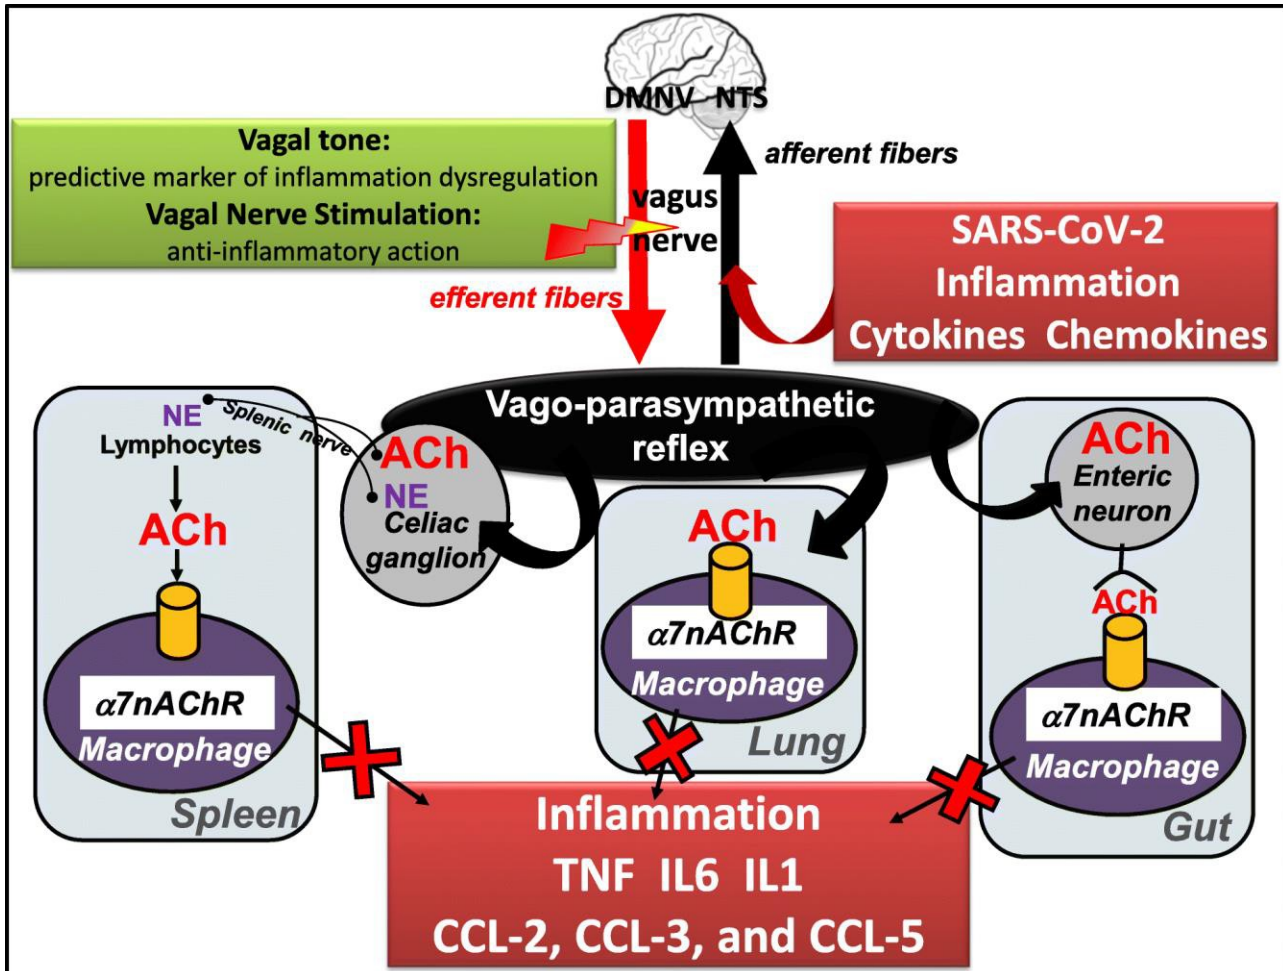 DMNV NTS
Vagal tone:
predictive marker of inflammation dysregulation
Vagal Nerve Stimulation:
anti-inflammatory action
afferent fibers
vagus
nerve
efferent fibers
SARS-CoV-2
Inflammation
Cytokines Chemokines
Vago-parasympathetic
reflex
NE
Splenic nerve
Lymphocytes
ACh
α7nAChR
Macrophage
Spleen
ACh
NE
Celiac
ganglion
ACh
α7nAChR
Macrophage
Lung
ACh
Enteric
neuron
ACh
α7nAChR
Macrophage
Gut
Inflammation
TNF IL6 IL1
CCL-2, CCL-3, and CCL-5